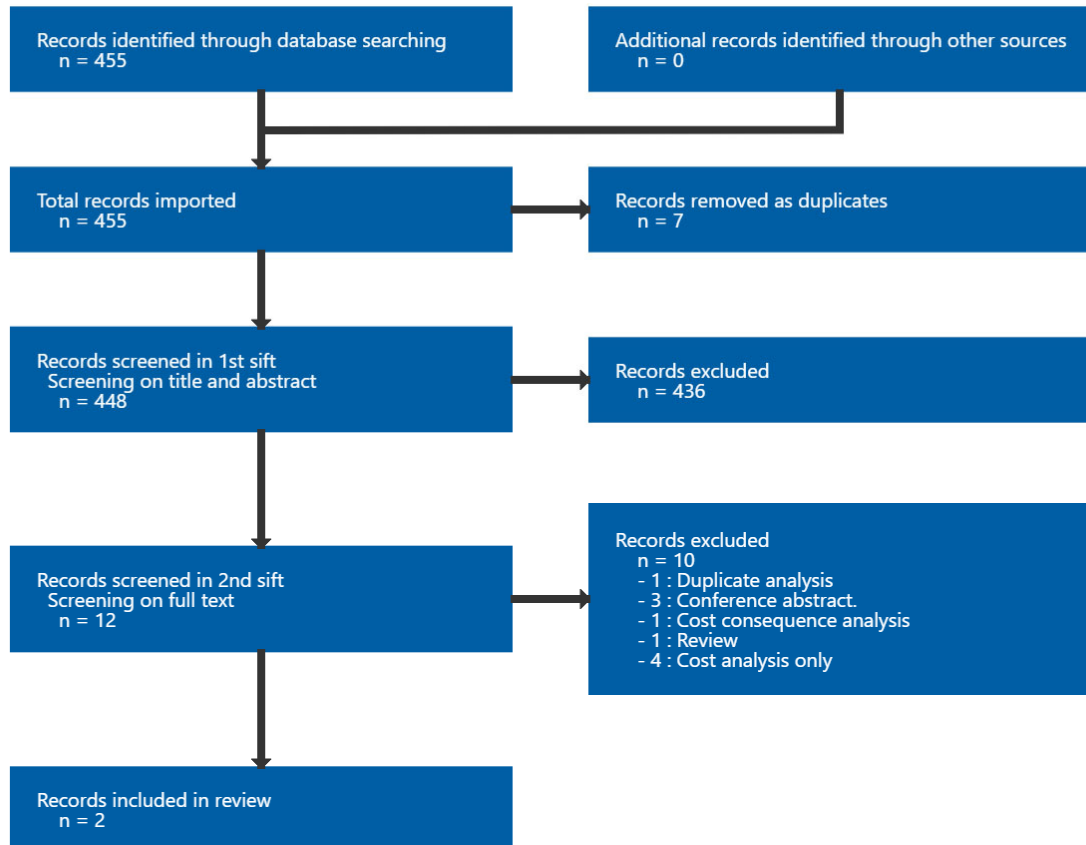 Records identified through database searching
n = 455
Additional records identified through other sources
n = 0
Total records imported
n = 455
Records removed as duplicates
n = 7
Records screened in 1st sift
Screening on title and abstract
n = 448
Records excluded
n = 436
Records screened in 2nd sift
Screening on full text
n = 12
Records excluded
n = 10
- 1 : Duplicate analysis
- 3 : Conference abstract.
- 1 : Cost consequence analysis
- 1 : Review
- 4 : Cost analysis only
Records included in review
n = 2